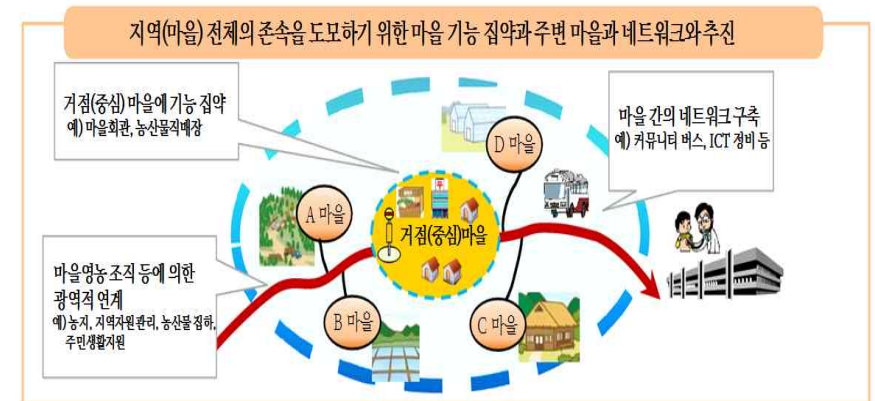 지역(마을) 전체의 존속을 도모하기 위한 마을 기능 집약과 주변 마을과 네트워크와 추진
거점(중심) 마을에 기능 집약
예) 마을회관, 농산물직매장
마을 간의 네트워크 구축
예) 커뮤니티 버스, ICT 정비 등
D 마을
A 마을
거점(중심)마을
마을영농 조직 등에 의한
광역적 연계
예) 농지, 지역자원관리, 농산물 집하,
주민생활지원
B 마을
C 마을